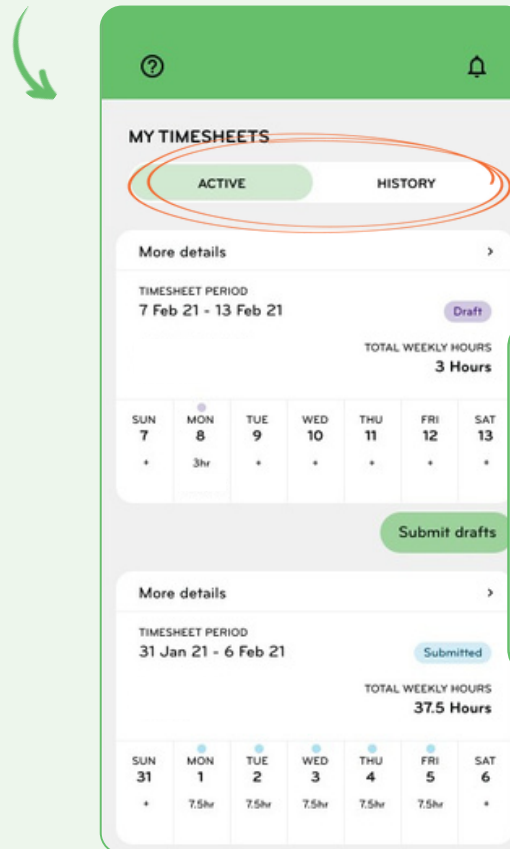 MY TIMESHEETS
ACTIVE HISTORY
More details >
TIMESHEET PERIOD
7 Feb 21 - 13 Feb 21
Draft
TOTAL WEEKLY HOURS
3 Hours
SUN MON TUE WED THU FRI SAT
7 8 9 10 11 12 13
+ 3hr + + + + +
Submit drafts
More details >
TIMESHEET PERIOD
31 Jan 21 - 6 Feb 21
Submitted
TOTAL WEEKLY HOURS
37.5 Hours
SUN MON TUE WED THU FRI SAT
31 1 2 3 4 5 6
+ 7.5hr 7.5hr 7.5hr 7.5hr 7.5hr +